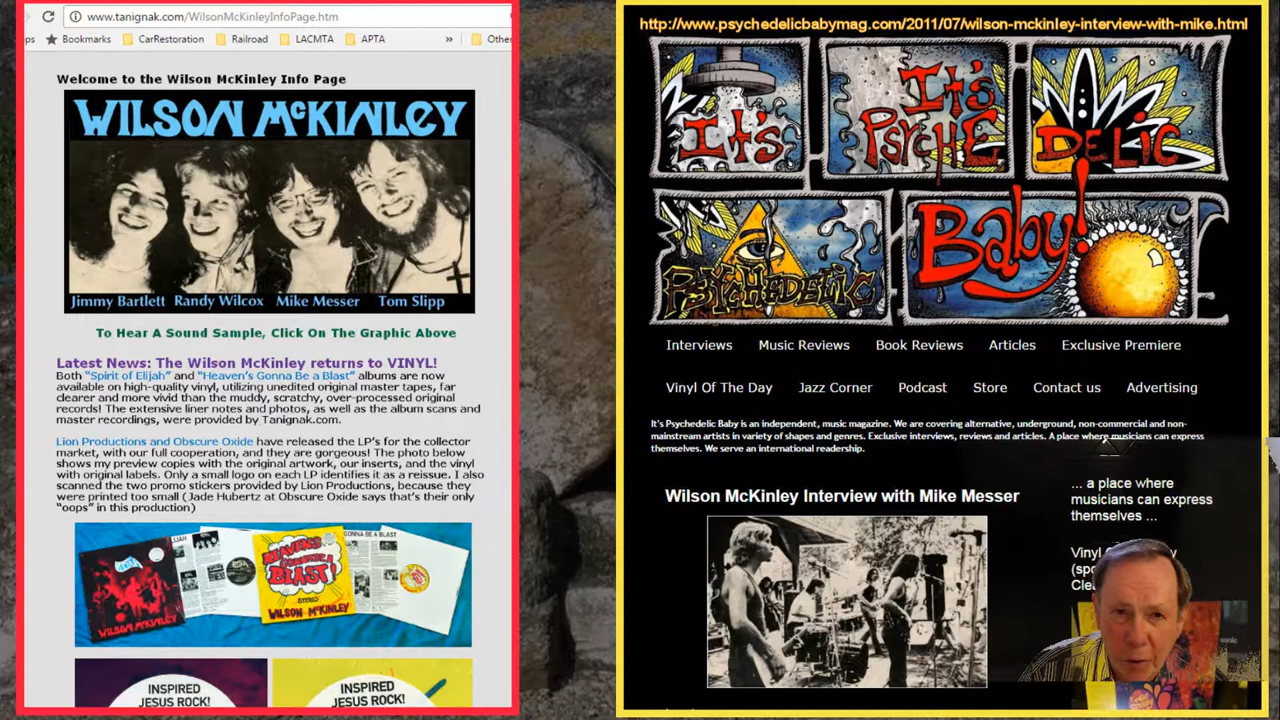 www.tanignak.com/WilsonMcKinleyInfoPage.htm
ps Bookmarks CarRestoration Railroad LACMTA APTA » Other
Welcome to the Wilson McKinley Info Page
WILSON McKINLEY
Jimmy Bartlett Randy Wilcox Mike Messer Tom Slipp
To Hear A Sound Sample, Click On The Graphic Above
Latest News: The Wilson McKinley returns to VINYL!
Both “Spirit of Elijah” and “Heaven’s Gonna Be a Blast” albums are now
available on high-quality vinyl, utilizing unedited original master tapes, far
clearer and more vivid than the muddy, scratchy, over-processed original
records! The extensive liner notes and photos, as well as the album scans and
master recordings, were provided by Tanignak.com.
Lion Productions and Obscure Oxide have released the LP’s for the collector
market, with our full cooperation, and they are gorgeous! The photo below
shows my preview copies with the original artwork, our inserts, and the vinyl
with original labels. Only a small logo on each LP identifies it as a reissue. I also
scanned the two promo stickers provided by Lion Productions, because they
were printed too small (Jade Hubertz at Obscure Oxide says that’s their only
“oops” in this production)
WILSON McKINLEY
HEAVEN'S
GONNA BE A
BLAST!
STEREO
WILSON McKINLEY
GONNA BE A BLAST
INSPIRED
JESUS ROCK!
INSPIRED
JESUS ROCK!
http://www.psychedelicbabymag.com/2011/07/wilson-mckinley-interview-with-mike.html
It's
It's
PSYCHE
DELIC
PSYCHEDELIC
Baby!
Interviews Music Reviews Book Reviews Articles Exclusive Premiere
Vinyl Of The Day Jazz Corner Podcast Store Contact us Advertising
It's Psychedelic Baby is an independent, music magazine. We are covering alternative, underground, non-commercial and non-
mainstream artists in variety of shapes and genres. Exclusive interviews, reviews and articles. A place where musicians can express
themselves. We serve an international readership.
Wilson McKinley Interview with Mike Messer
... a place where
musicians can express
themselves ...
Vinyl